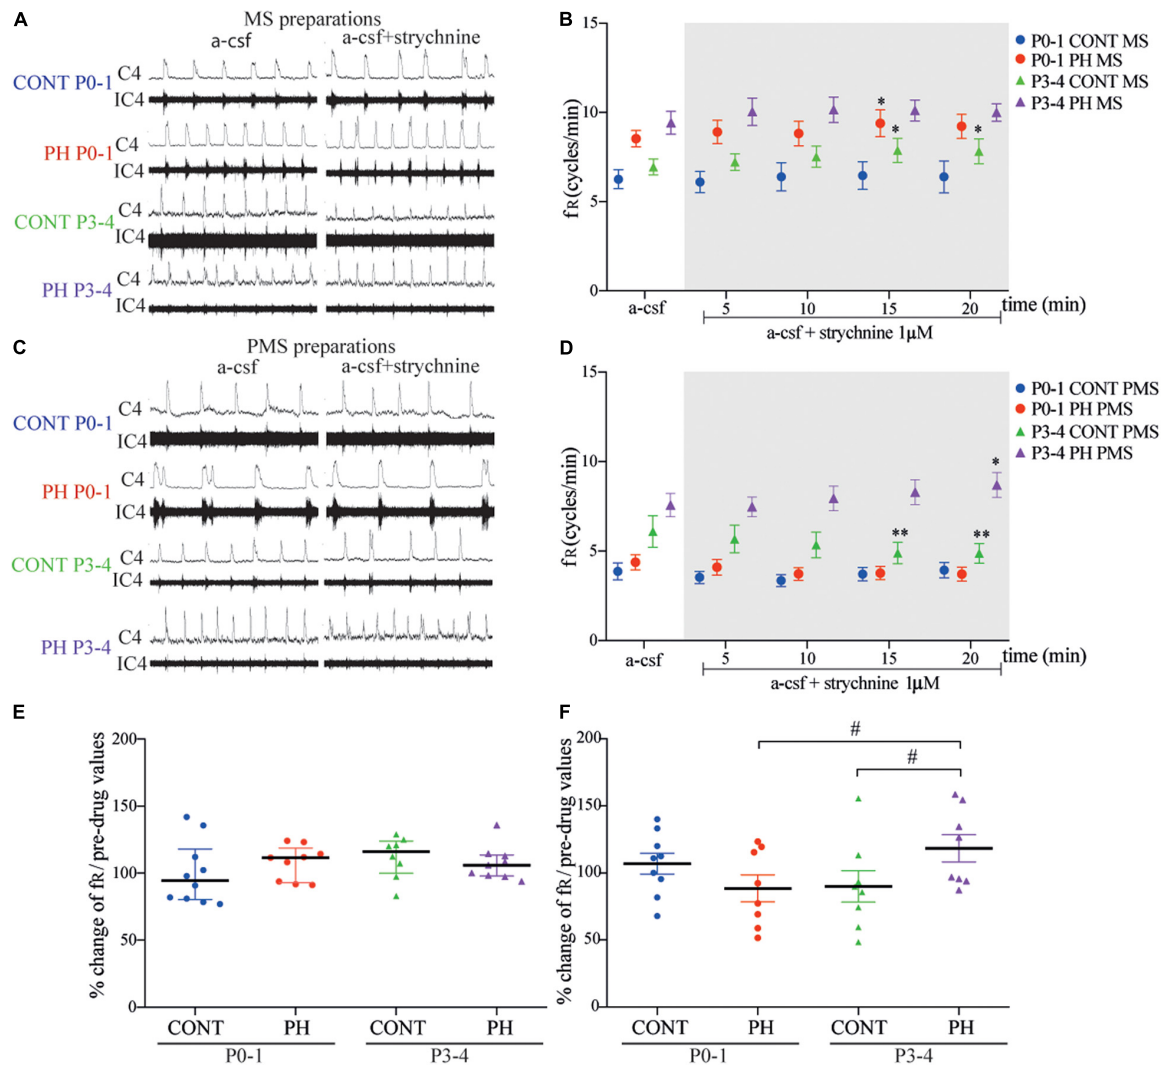 A
MS preparations
a-csf
a-csf+strychnine
CONT P0-1
C4
IC4
PH P0-1
C4
IC4
CONT P3-4
C4
IC4
PH P3-4
C4
IC4
B
15
10
5
0
fR(cycles/min)
*
*
*
a-csf
5
10
15
20
time (min)
a-csf + strychnine 1µM
P0-1 CONT MS
P0-1 PH MS
P3-4 CONT MS
P3-4 PH MS
C
PMS preparations
a-csf
a-csf+strychnine
CONT P0-1
C4
IC4
PH P0-1
C4
IC4
CONT P3-4
C4
IC4
PH P3-4
C4
IC4
D
15
10
5
0
fR(cycles/min)
**
**
*
a-csf
5
10
15
20
time (min)
a-csf + strychnine 1µM
P0-1 CONT PMS
P0-1 PH PMS
P3-4 CONT PMS
P3-4 PH PMS
E
% change of fR / pre-drug values
200
150
100
50
0
CONT
PH
CONT
PH
P0-1
P3-4
F
% change of fR / pre-drug values
200
150
100
50
0
#
#
CONT
PH
CONT
PH
P0-1
P3-4